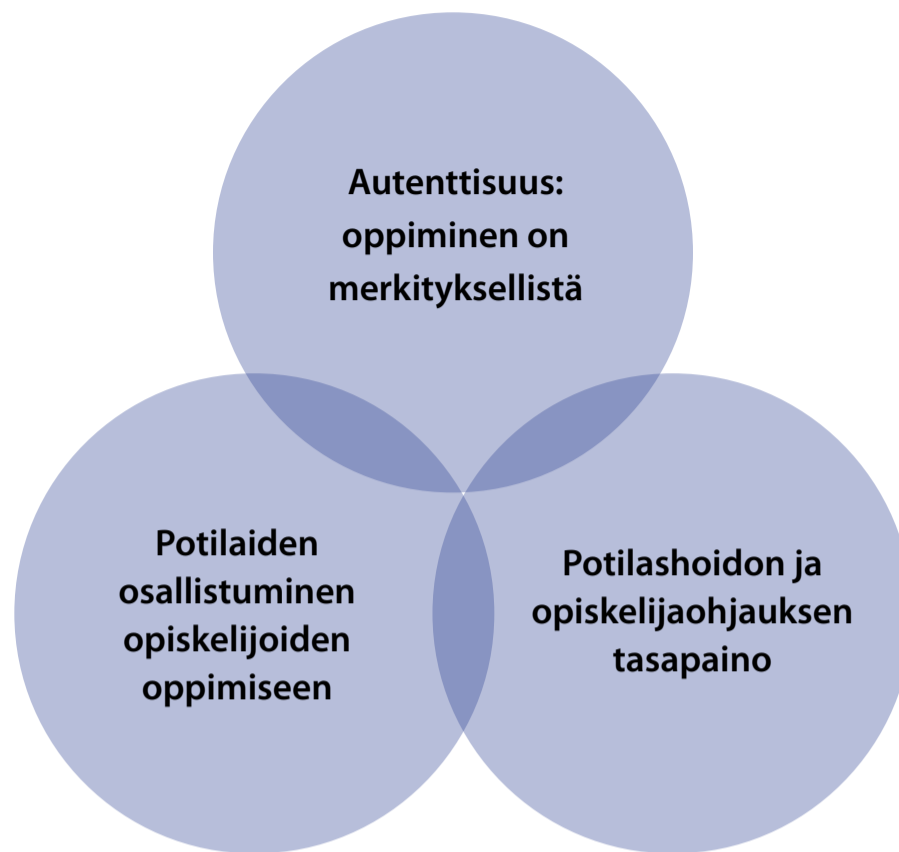 Autenttisuus:
oppiminen on
merkityksellistä
Potilaiden
osallistuminen
opiskelijoiden
oppimiseen
Potilashoidon ja
opiskelijaohjauksen
tasapaino